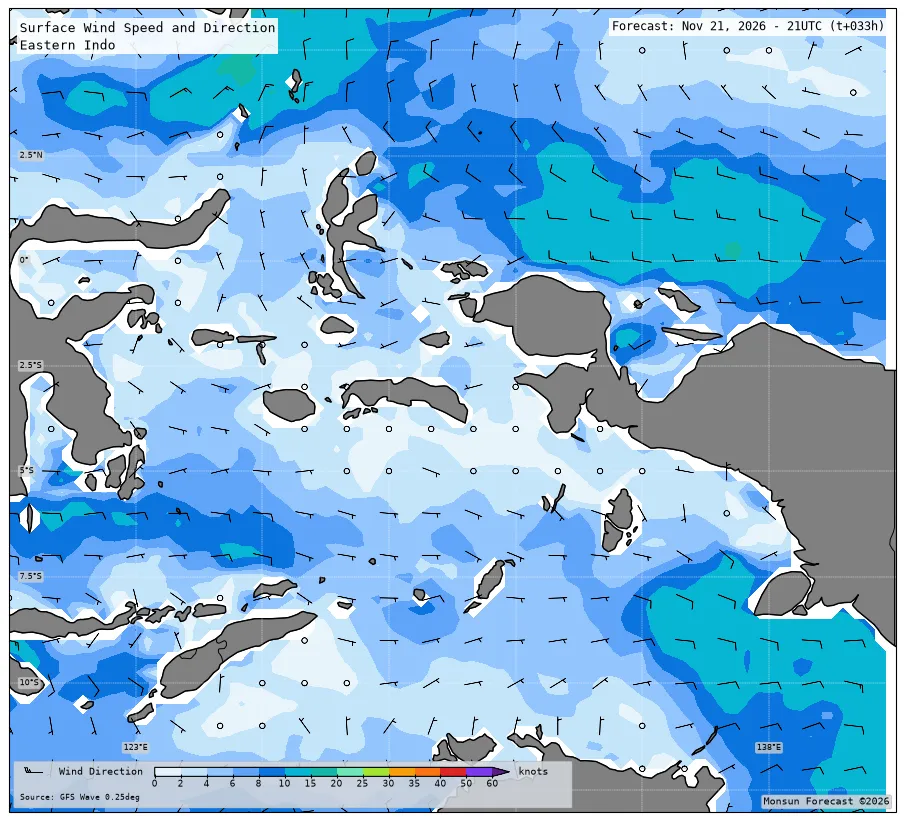 Surface Wind Speed and Direction
Eastern Indo
Forecast: Nov 21, 2026 - 21UTC (t+033h)
2.5°N
0°
2.5°S
5°S
7.5°S
10°S
123°E
138°E
Wind Direction
knots
0 2 4 6 8 10 15 20 25 30 35 40 50 60
Source: GFS Wave 0.25deg
Monsun Forecast ©2026